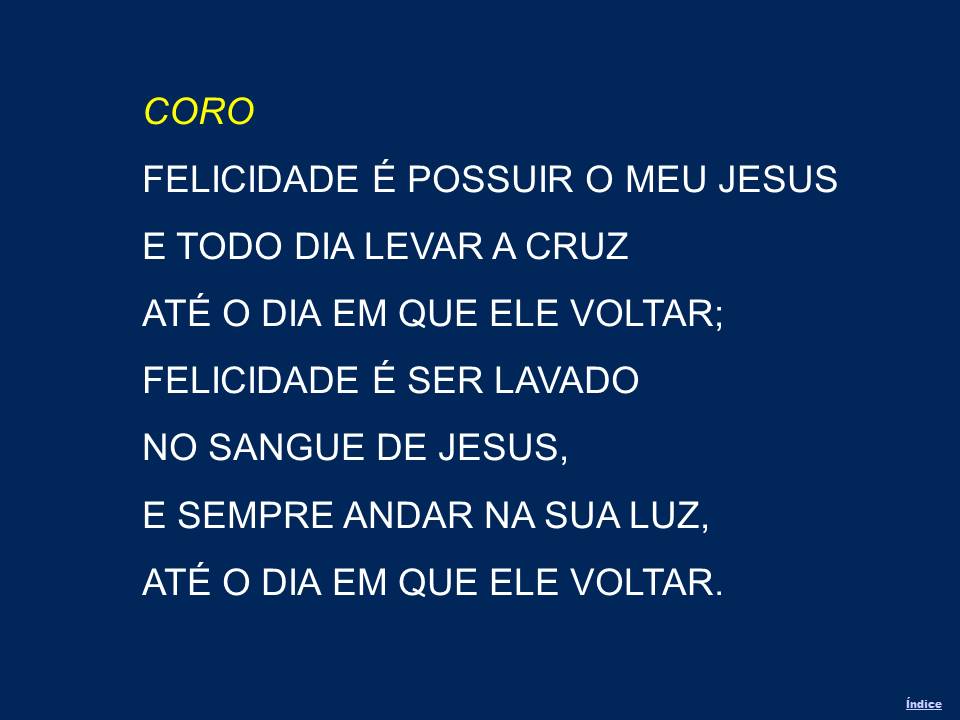 CORO
FELICIDADE É POSSUIR O MEU JESUS
E TODO DIA LEVAR A CRUZ
ATÉ O DIA EM QUE ELE VOLTAR;
FELICIDADE É SER LAVADO
NO SANGUE DE JESUS,
E SEMPRE ANDAR NA SUA LUZ,
ATÉ O DIA EM QUE ELE VOLTAR.
Índice